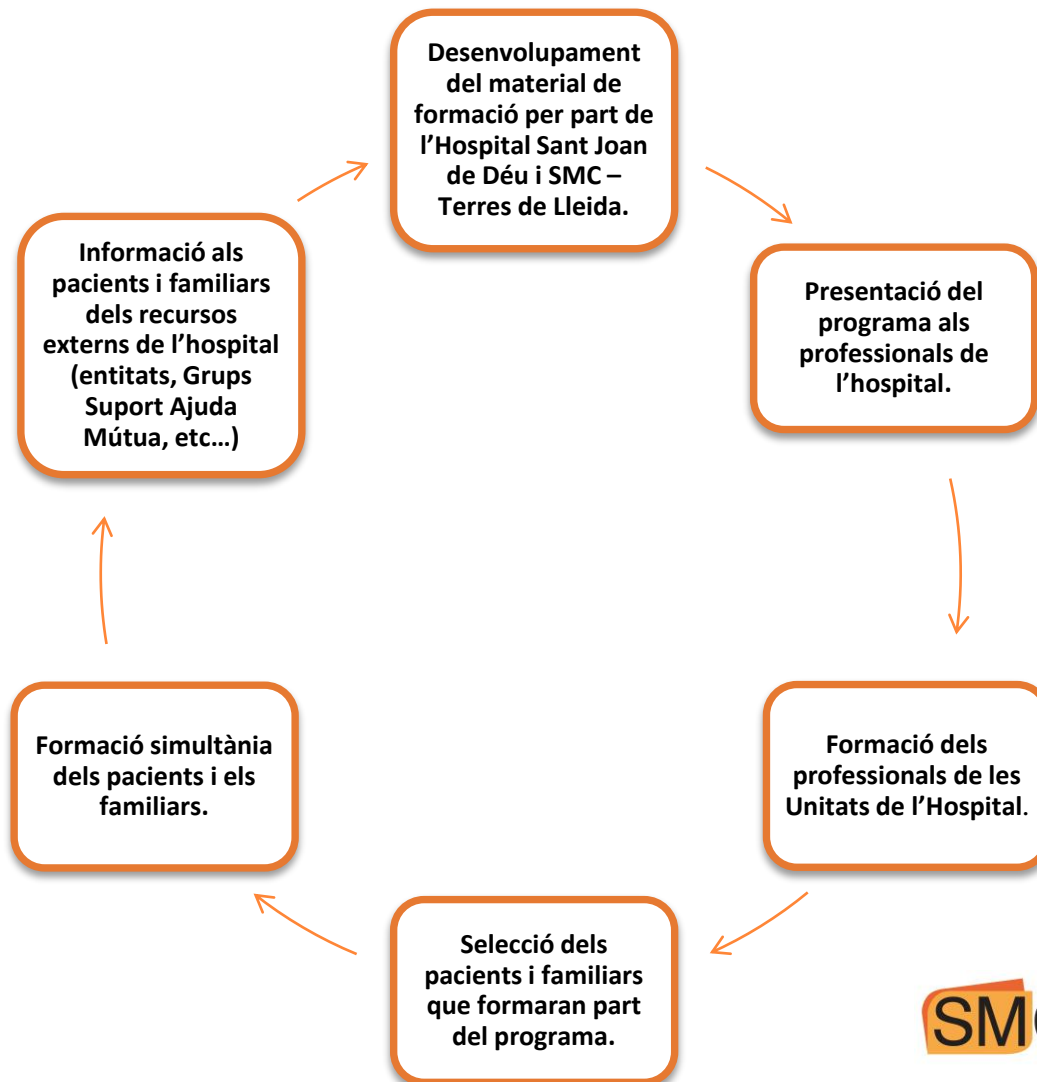 Desenvolupament
del material de
formació per part de
l’Hospital Sant Joan
de Déu i SMC –
Terres de Lleida.
Presentació del
programa als
professionals de
l’hospital.
Formació dels
professionals de les
Unitats de l’Hospital.
Selecció dels
pacients i familiars
que formaran part
del programa.
Formació simultània
dels pacients i els
familiars.
Informació als
pacients i familiars
dels recursos
externs de l’hospital
(entitats, Grups
Suport Ajuda
Mútua, etc…)
SM